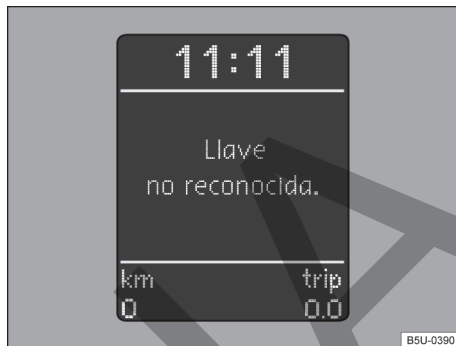 11:11
Llave
no reconocida.
km trip
0 0.0
B5U-0390